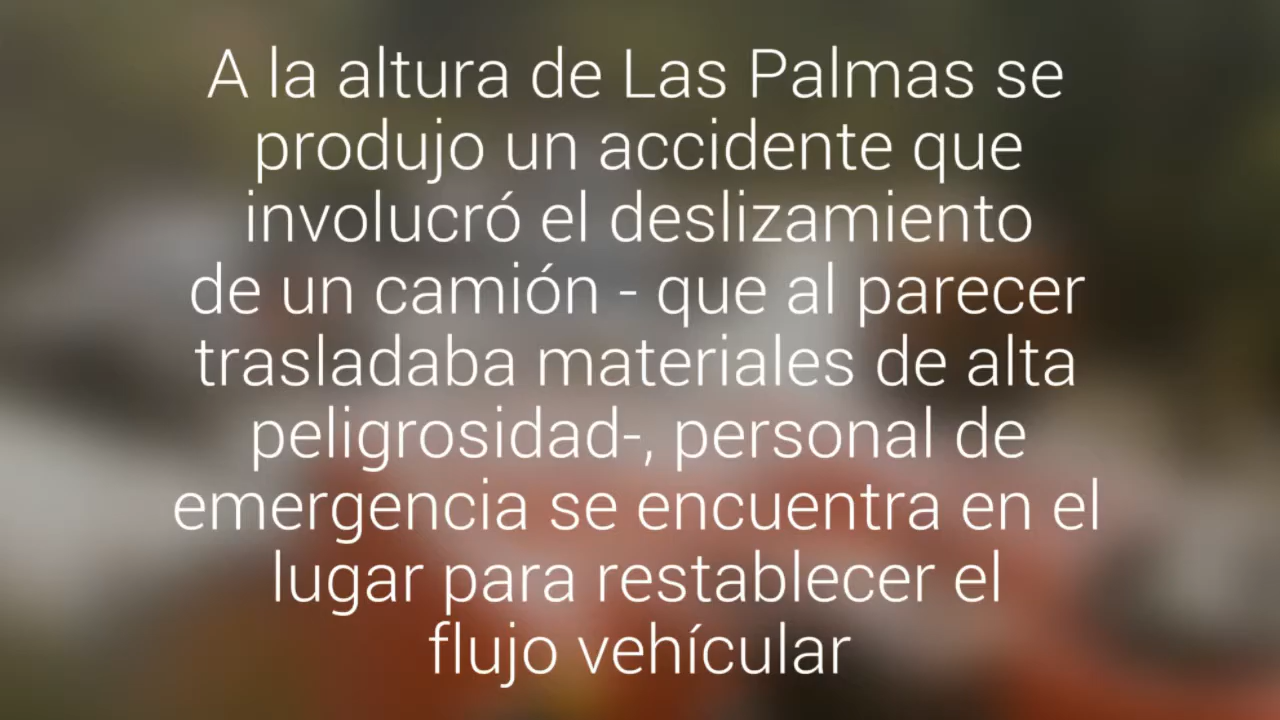 A la altura de Las Palmas se
produjo un accidente que
involucró el deslizamiento
de un camión - que al parecer
trasladaba materiales de alta
peligrosidad-, personal de
emergencia se encuentra en el
lugar para restablecer el
flujo vehícular